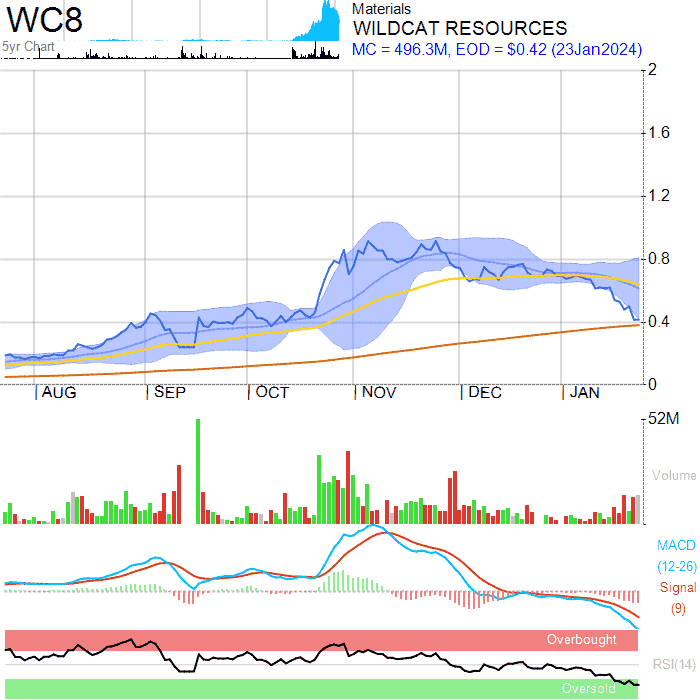 WC8
5yr Chart
Materials
WILDCAT RESOURCES
MC = 496.3M, EOD = $0.42 (23Jan2024)
2
1.6
1.2
0.8
0.4
0
AUG SEP OCT NOV DEC JAN
52M
Volume
MACD
(12-26)
Signal
(9)
Overbought
RSI(14)
Oversold